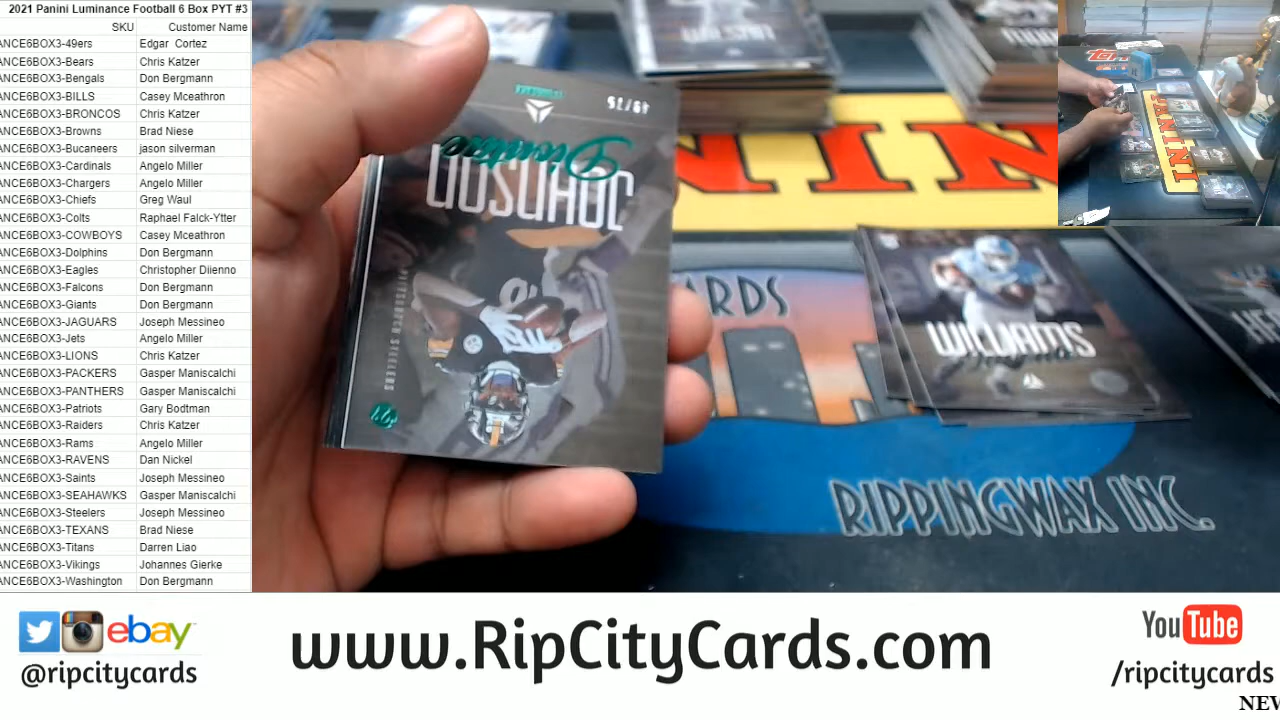 2021 Panini Luminance Football 6 Box PYT #3
SKU Customer Name
ANCE6BOX3-49ers Edgar Cortez
ANCE6BOX3-Bears Chris Katzer
ANCE6BOX3-Bengals Don Bergmann
ANCE6BOX3-BILLS Casey Mceathron
ANCE6BOX3-BRONCOS Chris Katzer
ANCE6BOX3-Browns Brad Niese
ANCE6BOX3-Bucaneers jason silverman
ANCE6BOX3-Cardinals Angelo Miller
ANCE6BOX3-Chargers Angelo Miller
ANCE6BOX3-Chiefs Greg Waul
ANCE6BOX3-Colts Raphael Falck-Ytter
ANCE6BOX3-COWBOYS Casey Mceathron
ANCE6BOX3-Dolphins Don Bergmann
ANCE6BOX3-Eagles Christopher Diienno
ANCE6BOX3-Falcons Don Bergmann
ANCE6BOX3-Giants Don Bergmann
ANCE6BOX3-JAGUARS Joseph Messineo
ANCE6BOX3-Jets Angelo Miller
ANCE6BOX3-LIONS Chris Katzer
ANCE6BOX3-PACKERS Gasper Maniscalchi
ANCE6BOX3-PANTHERS Gasper Maniscalchi
ANCE6BOX3-Patriots Gary Bodtman
ANCE6BOX3-Raiders Chris Katzer
ANCE6BOX3-Rams Angelo Miller
ANCE6BOX3-RAVENS Dan Nickel
ANCE6BOX3-Saints Joseph Messineo
ANCE6BOX3-SEAHAWKS Gasper Maniscalchi
ANCE6BOX3-Steelers Joseph Messineo
ANCE6BOX3-TEXANS Brad Niese
ANCE6BOX3-Titans Darren Liao
ANCE6BOX3-Vikings Johannes Gierke
ANCE6BOX3-Washington Don Bergmann
Diontae
JOHNSON
PITTSBURGH STEELERS
NINI
PANINI
ARDS
WILLIAMS
RIPPINGWAX INC.
ebay
@ripcitycards
www.RipCityCards.com
YouTube
/ripcitycards
NEW